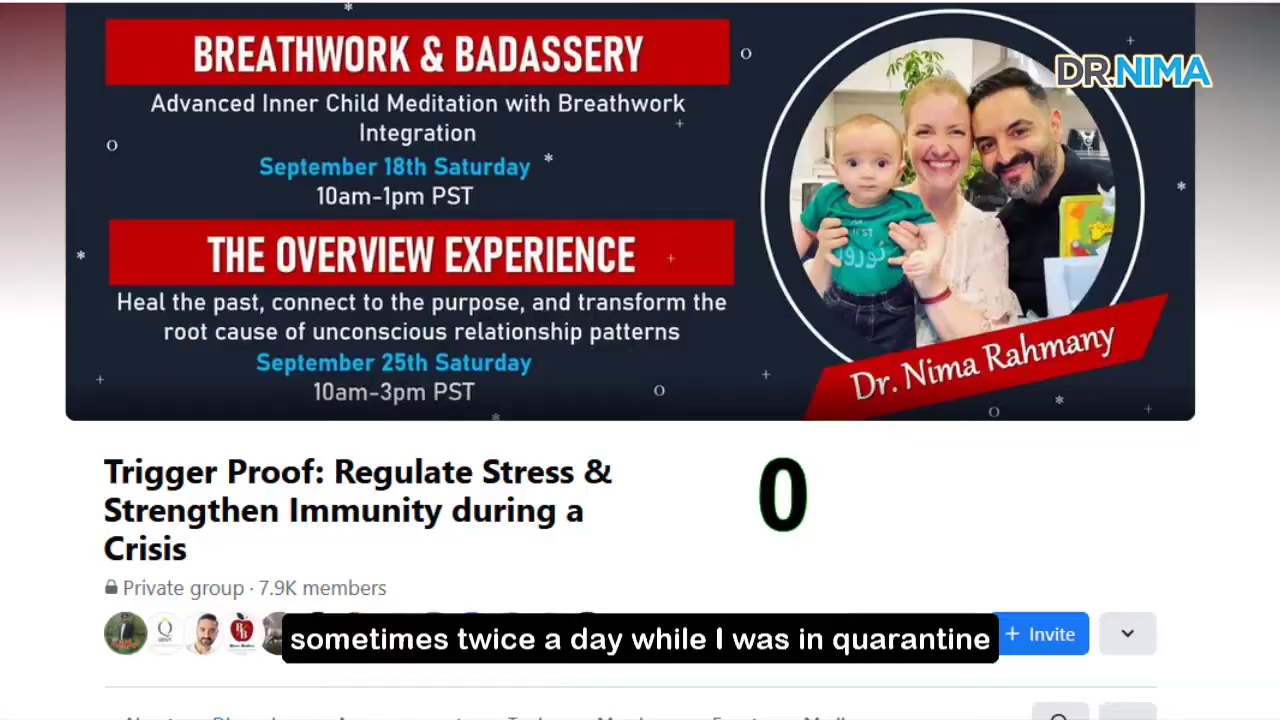 BREATHWORK & BADASSERY
Advanced Inner Child Meditation with Breathwork
Integration
September 18th Saturday
10am-1pm PST
THE OVERVIEW EXPERIENCE
Heal the past, connect to the purpose, and transform the
root cause of unconscious relationship patterns
September 25th Saturday
10am-3pm PST
DR.NIMA
نوروز
Dr. Nima Rahmany
Trigger Proof: Regulate Stress &
Strengthen Immunity during a
Crisis
0
Private group · 7.9K members
sometimes twice a day while I was in quarantine
+ Invite